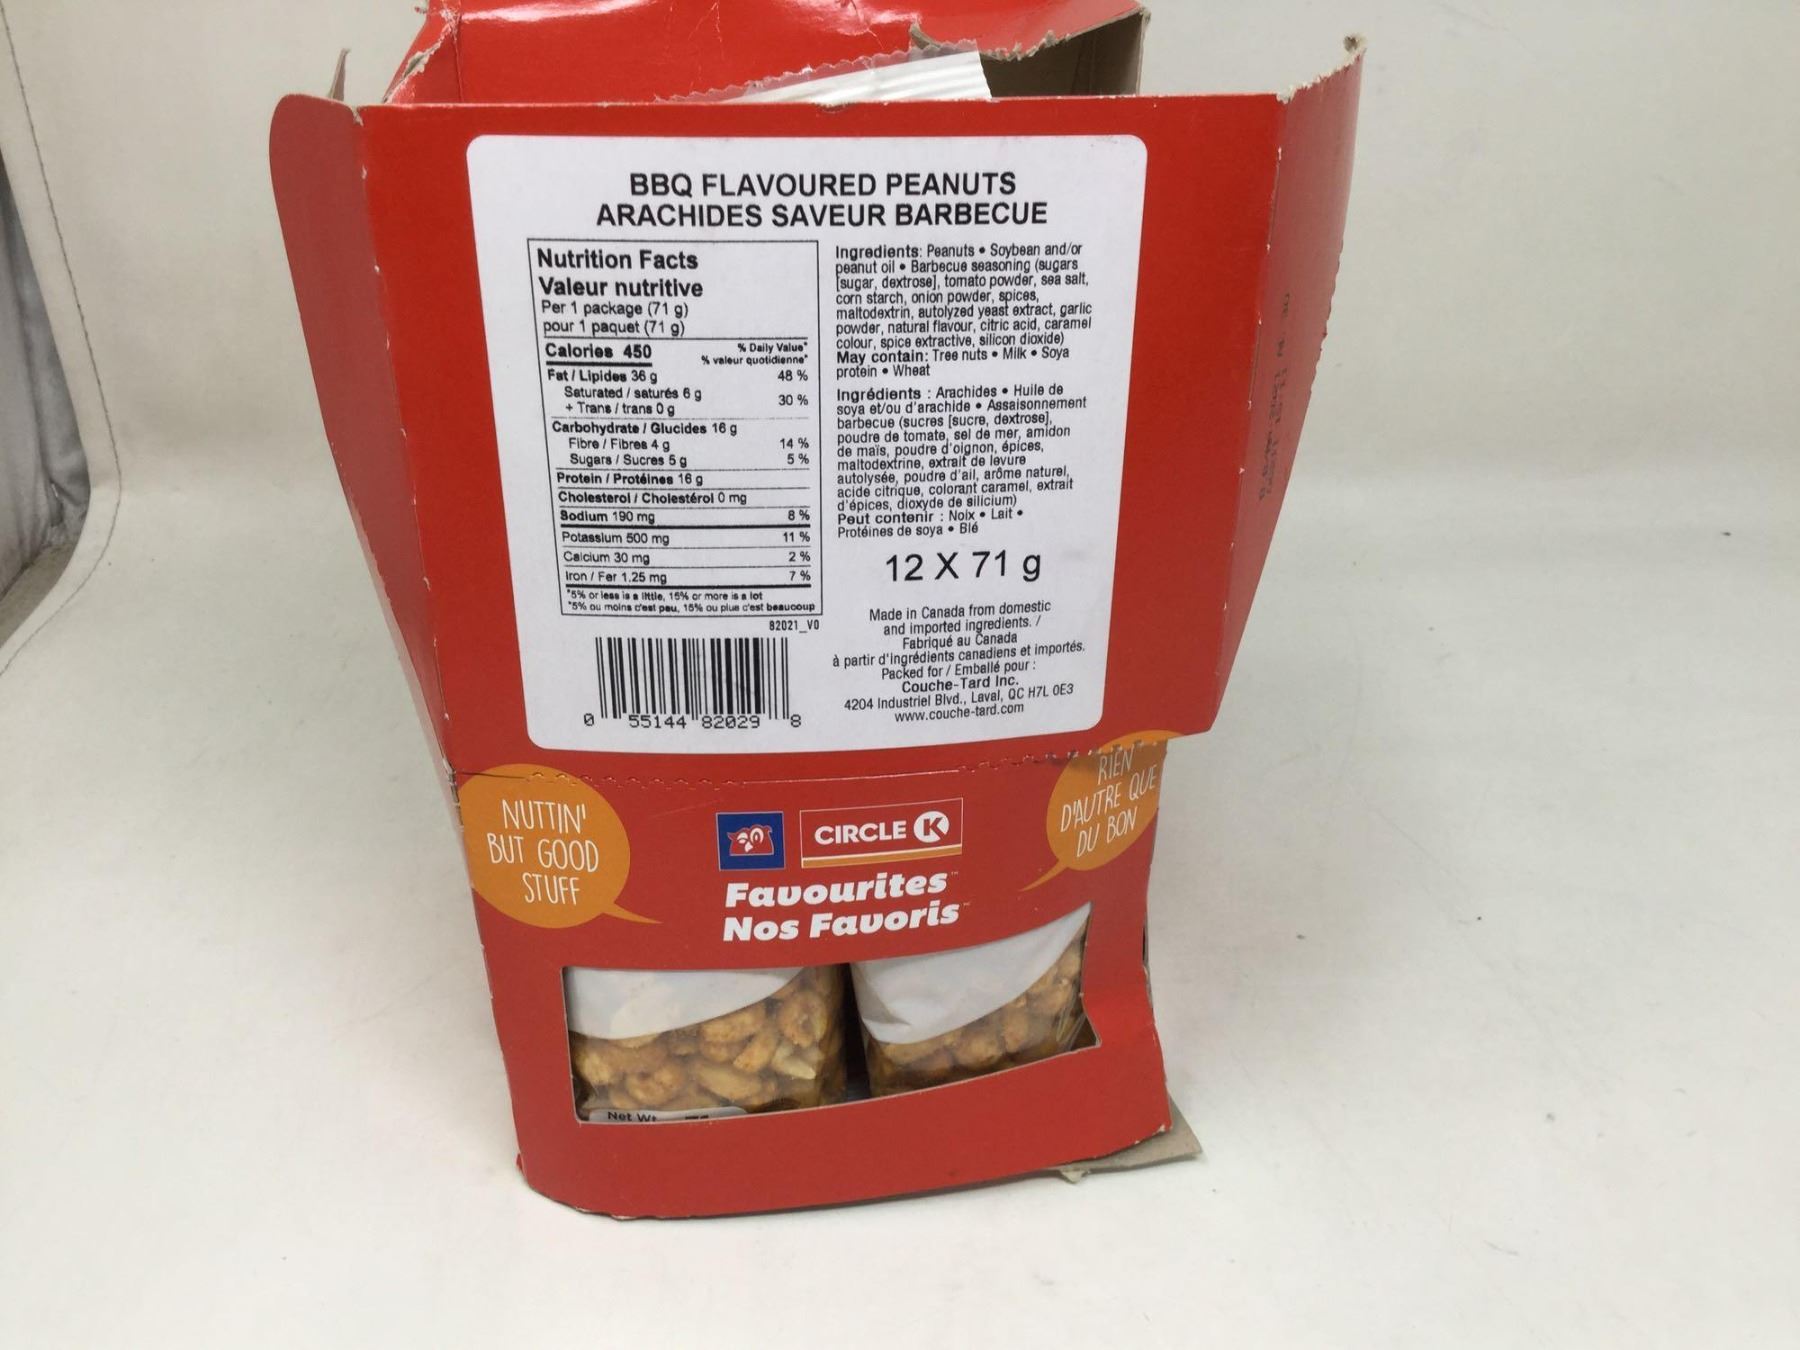 BBQ FLAVOURED PEANUTS
ARACHIDES SAVEUR BARBECUE
Nutrition Facts
Valeur nutritive
Per 1 package (71 g)
pour 1 paquet (71 g)
Calories 450
% Daily Value*
% valeur quotidienne*
Fat / Lipides 36 g 48 %
Saturated / saturés 6 g
+ Trans / trans 0 g 30 %
Carbohydrate / Glucides 16 g
Fibre / Fibres 4 g 14 %
Sugars / Sucres 5 g 5 %
Protein / Protéines 16 g
Cholesterol / Cholestérol 0 mg
Sodium 190 mg 8 %
Potassium 500 mg 11 %
Calcium 30 mg 2 %
Iron / Fer 1.25 mg 7 %
*5% or less is a little, 15% or more is a lot
*5% ou moins c'est peu, 15% ou plus c'est beaucoup
82021_V0
0 55144 82029 8
Ingredients: Peanuts • Soybean and/or
peanut oil • Barbecue seasoning (sugars
[sugar, dextrose], tomato powder, sea salt,
corn starch, onion powder, spices,
maltodextrin, autolyzed yeast extract, garlic
powder, natural flavour, citric acid, caramel
colour, spice extractive, silicon dioxide)
May contain: Tree nuts • Milk • Soya
protein • Wheat
Ingrédients : Arachides • Huile de
soya et/ou d'arachide • Assaisonnement
barbecue (sucres [sucre, dextrose],
poudre de tomate, sel de mer, amidon
de maïs, poudre d'oignon, épices,
maltodextrine, extrait de levure
autolysée, poudre d'ail, arôme naturel,
acide citrique, colorant caramel, extrait
d'épices, dioxyde de silicium)
Peut contenir : Noix • Lait •
Protéines de soya • Blé
12 X 71 g
Made in Canada from domestic
and imported ingredients. /
Fabriqué au Canada
à partir d'ingrédients canadiens et importés.
Packed for / Emballé pour :
Couche-Tard Inc.
4204 Industriel Blvd., Laval, QC H7L 0E3
www.couche-tard.com
NUTTIN'
BUT GOOD
STUFF
CIRCLE K
Favourites™
Nos Favoris™
RIEN
D'AUTRE QUE
DU BON
Net Wt